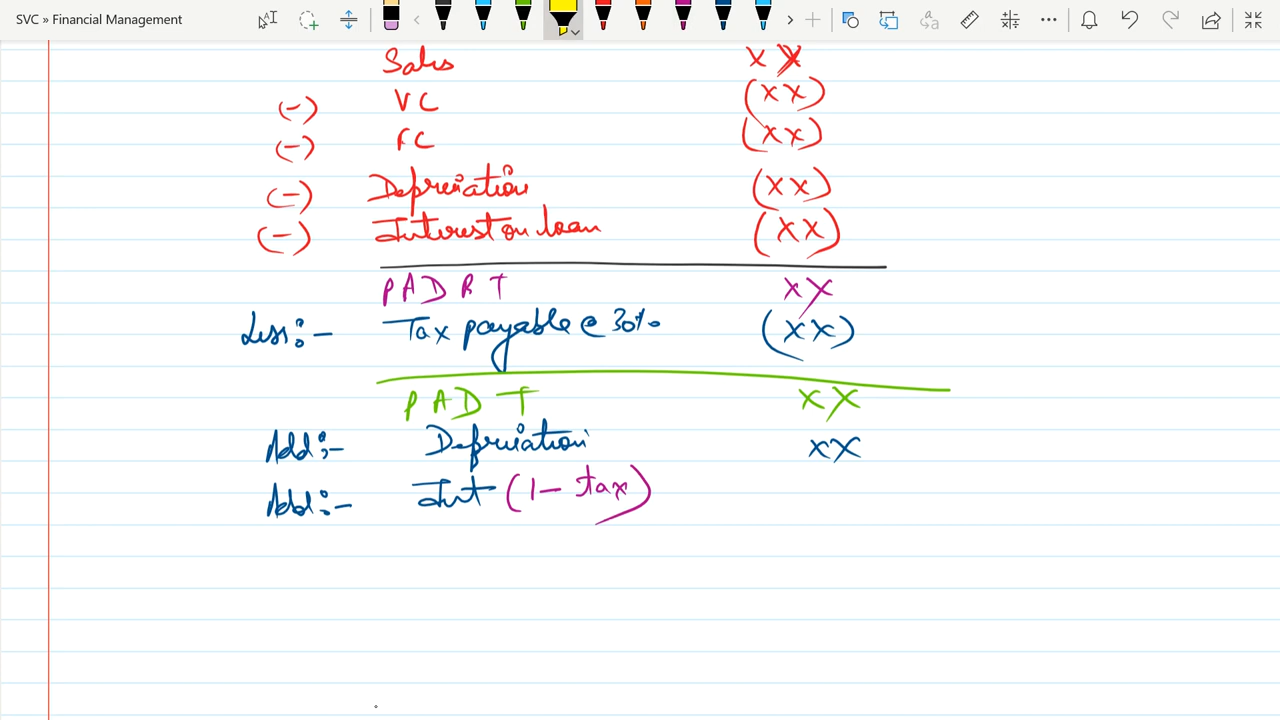 SVC » Financial Management
Sales XX
(-) VC (XX)
(-) FC (XX)
(-) Depreciation (XX)
(-) Interest on loan (XX)
PADBT XX
Less:- Tax payable @ 30% (XX)
PADT XX
Add:- Depreciation XX
Add:- Int (1- tax)